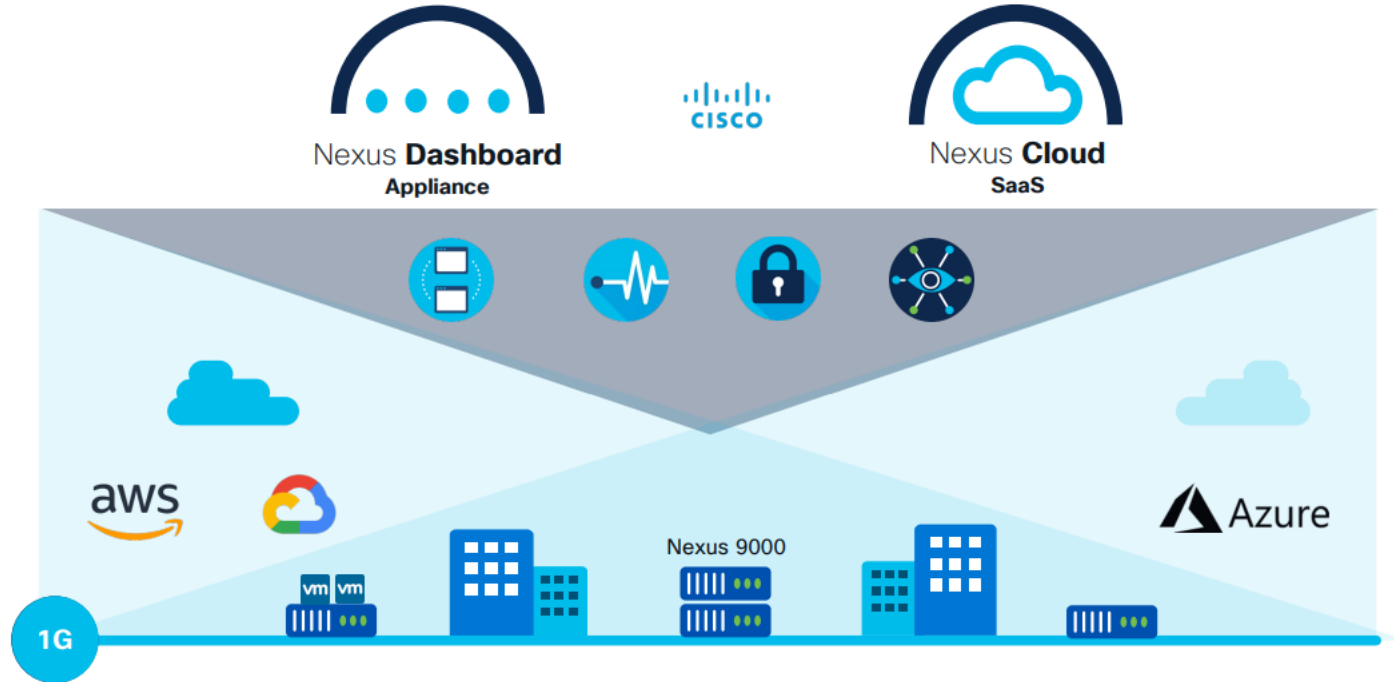 CISCO
Nexus Dashboard
Appliance
Nexus Cloud
SaaS
aws
Azure
Nexus 9000
vm vm
1G